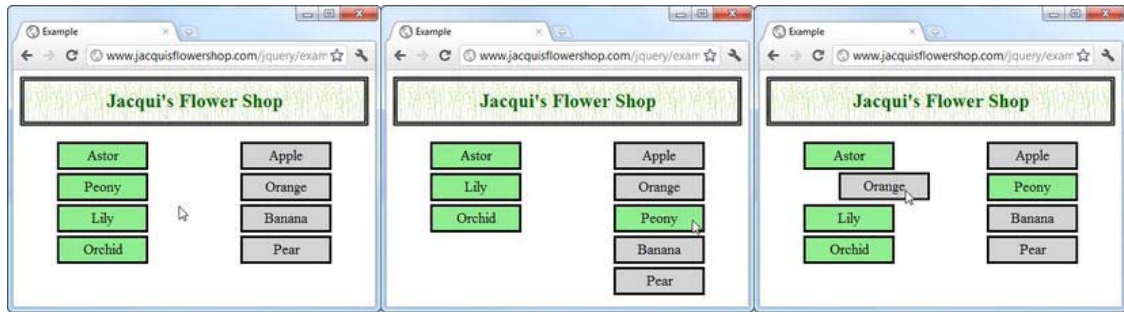 Example
www.jacquisflowershop.com/jquery/exam
Jacqui's Flower Shop
Astor Apple
Peony Orange
Lily Banana
Orchid Pear
Example
www.jacquisflowershop.com/jquery/exam
Jacqui's Flower Shop
Astor Apple
Lily Orange
Orchid Peony
Banana
Pear
Example
www.jacquisflowershop.com/jquery/exam
Jacqui's Flower Shop
Astor Apple
Orange Peony
Lily Banana
Orchid Pear